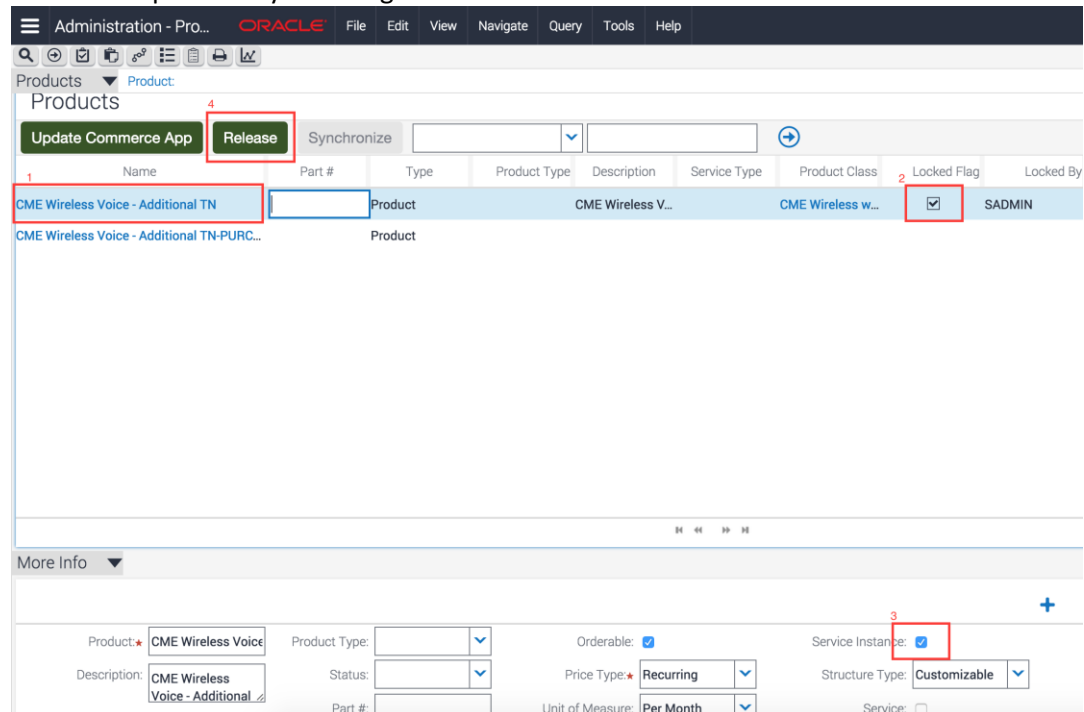 Administration - Pro... ORACLE File Edit View Navigate Query Tools Help
Products Product:
Products
4
Update Commerce App Release Synchronize
1 Name Part # Type Product Type Description Service Type Product Class 2 Locked Flag Locked By
CME Wireless Voice - Additional TN Product CME Wireless V... CME Wireless w... SADMIN
CME Wireless Voice - Additional TN-PURC... Product
More Info
3
Product: CME Wireless Voice Product Type: Orderable: Service Instance:
Description: CME Wireless Status: Price Type: Recurring Structure Type: Customizable
Voice - Additional
Part #: Unit of Measure: Per Month Service: